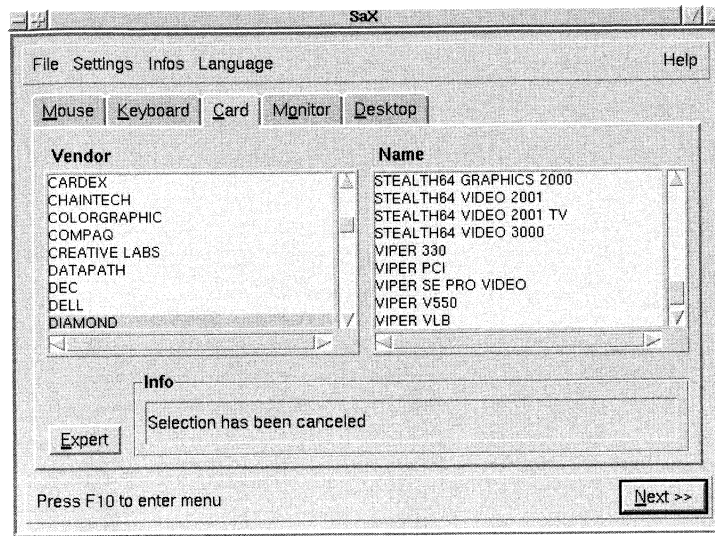 SaX
File Settings Infos Language Help
Mouse Keyboard Card Monitor Desktop
Vendor
CARDEX
CHAINTECH
COLORGRAPHIC
COMPAQ
CREATIVE LABS
DATAPATH
DEC
DELL
DIAMOND
Name
STEALTH64 GRAPHICS 2000
STEALTH64 VIDEO 2001
STEALTH64 VIDEO 2001 TV
STEALTH64 VIDEO 3000
VIPER 330
VIPER PCI
VIPER SE PRO VIDEO
VIPER V550
VIPER VLB
Info
Selection has been canceled
Expert
Press F10 to enter menu
Next >>